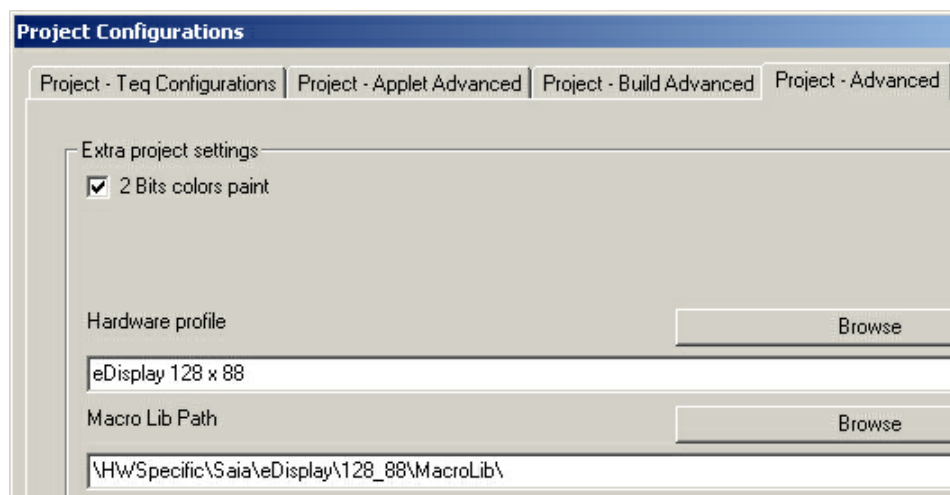 Project Configurations
Project - Teq Configurations Project - Applet Advanced Project - Build Advanced Project - Advanced
Extra project settings
2 Bits colors paint
Hardware profile
Browse
eDisplay 128 x 88
Macro Lib Path
Browse
\HWSpecific\Saia\eDisplay\128_88\MacroLib\